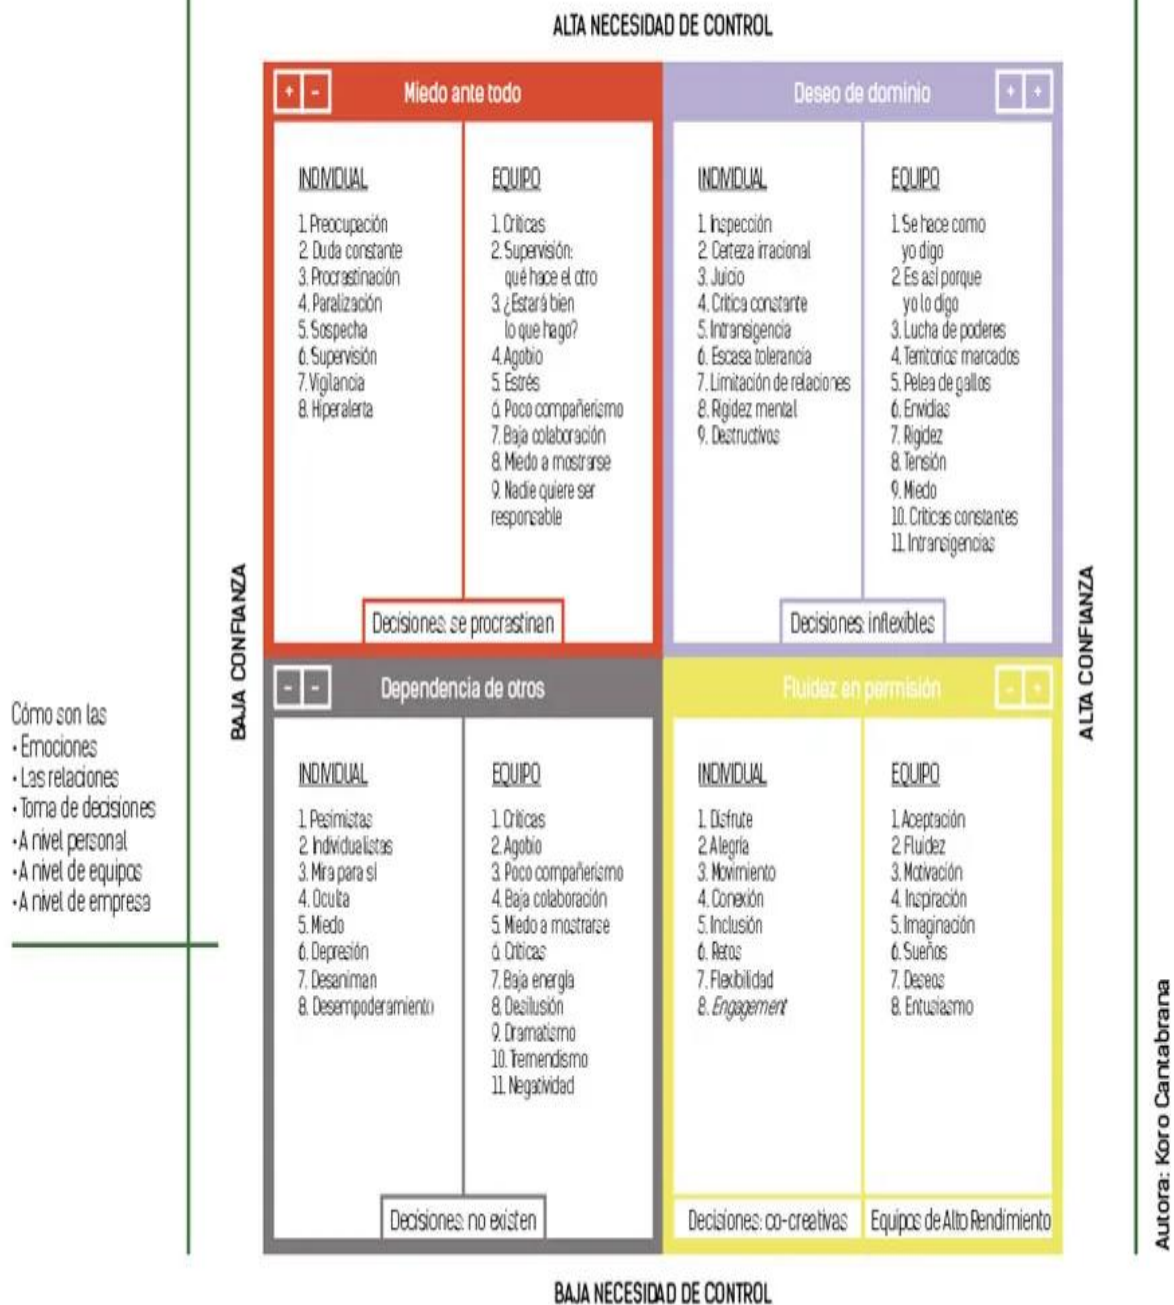 ALTA NECESIDAD DE CONTROL
+ -
Miedo ante todo
INDIVIDUAL
1. Preocupación
2. Duda constante
3. Procrastinación
4. Paralización
5. Sospecha
6. Supervisión
7. Vigilancia
8. Hiperalerta
EQUIPO
1. Críticas
2. Supervisión:
qué hace el otro
3. ¿Estará bien
lo que hago?
4. Agobio
5. Estrés
6. Poco compañerismo
7. Baja colaboración
8. Miedo a mostrarse
9. Nadie quiere ser
responsable
Decisiones: se procrastinan
Deseo de dominio
+ +
INDIVIDUAL
1. Inspección
2. Certeza irracional
3. Juicio
4. Crítica constante
5. Intransigencia
6. Escasa tolerancia
7. Limitación de relaciones
8. Rigidez mental
9. Destructivos
EQUIPO
1. Se hace como
yo digo
2. Es así porque
yo lo digo
3. Lucha de poderes
4. Territorios marcados
5. Pelea de gallos
6. Envidias
7. Rigidez
8. Tensión
9. Miedo
10. Críticas constantes
11. Intransigencias
Decisiones: inflexibles
BAJA CONFIANZA
ALTA CONFIANZA
Cómo son las
• Emociones
• Las relaciones
• Toma de decisiones
• A nivel personal
• A nivel de equipos
• A nivel de empresa
- -
Dependencia de otros
INDIVIDUAL
1. Pesimistas
2. Individualistas
3. Mira para sí
4. Oculta
5. Miedo
6. Depresión
7. Desaniman
8. Desempoderamiento
EQUIPO
1. Críticas
2. Agobio
3. Poco compañerismo
4. Baja colaboración
5. Miedo a mostrarse
6. Críticas
7. Baja energía
8. Desilusión
9. Dramatismo
10. Tremendismo
11. Negatividad
Decisiones: no existen
Fluidez en permisión
- +
INDIVIDUAL
1. Disfrute
2. Alegría
3. Movimiento
4. Conexión
5. Inclusión
6. Retos
7. Flexibilidad
8. Engagement
EQUIPO
1. Aceptación
2. Fluidez
3. Motivación
4. Inspiración
5. Imaginación
6. Sueños
7. Deseos
8. Entusiasmo
Decisiones: co-creativas
Equipos de Alto Rendimiento
BAJA NECESIDAD DE CONTROL
Autora: Koro Cantabrana